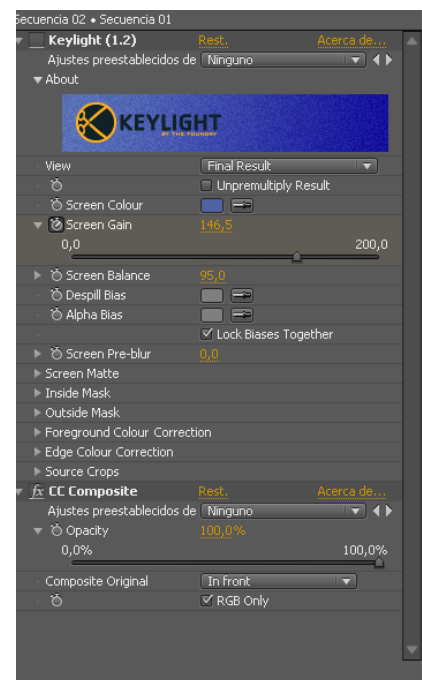 Secuencia 02 • Secuencia 01
Keylight (1.2) Rest. Acerca de...
Ajustes preestablecidos de Ninguno
About
KEYLIGHT
BY THE FOUNDRY
View Final Result
Unpremultiply Result
Screen Colour
Screen Gain 146,5
0,0 200,0
Screen Balance 95,0
Despill Bias
Alpha Bias
Lock Biases Together
Screen Pre-blur 0,0
Screen Matte
Inside Mask
Outside Mask
Foreground Colour Correction
Edge Colour Correction
Source Crops
fx CC Composite Rest. Acerca de...
Ajustes preestablecidos de Ninguno
Opacity 100,0%
0,0% 100,0%
Composite Original In front
RGB Only